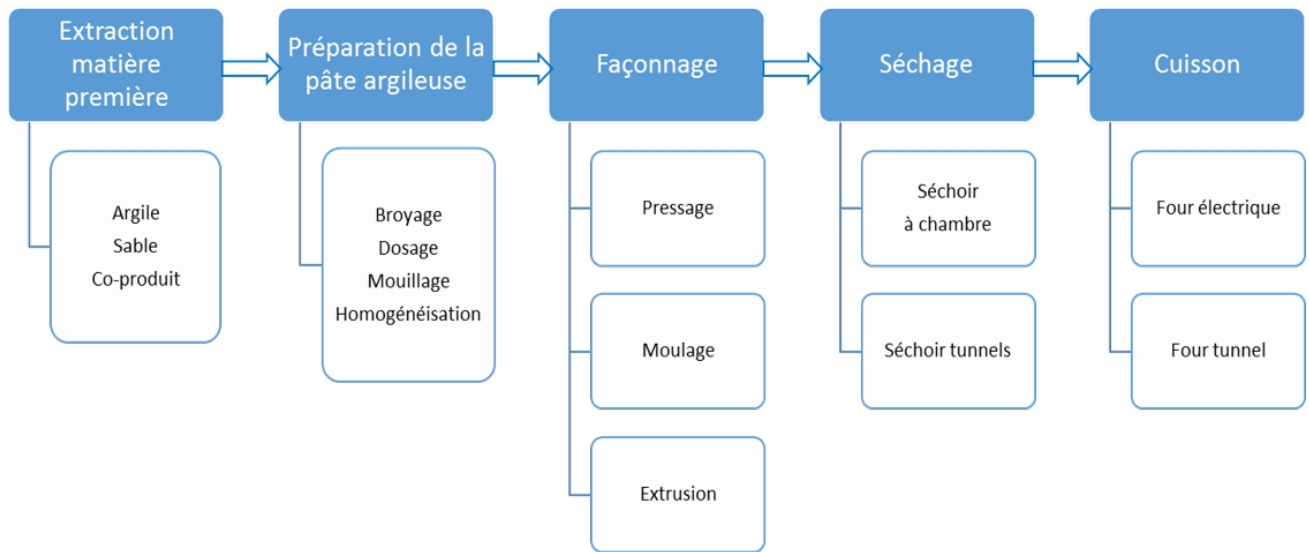 Extraction
matière
première
Préparation de la
pâte argileuse
Façonnage
Séchage
Cuisson
Argile
Sable
Co-produit
Broyage
Dosage
Mouillage
Homogénéisation
Pressage
Moulage
Extrusion
Séchoir
à chambre
Séchoir tunnels
Four électrique
Four tunnel